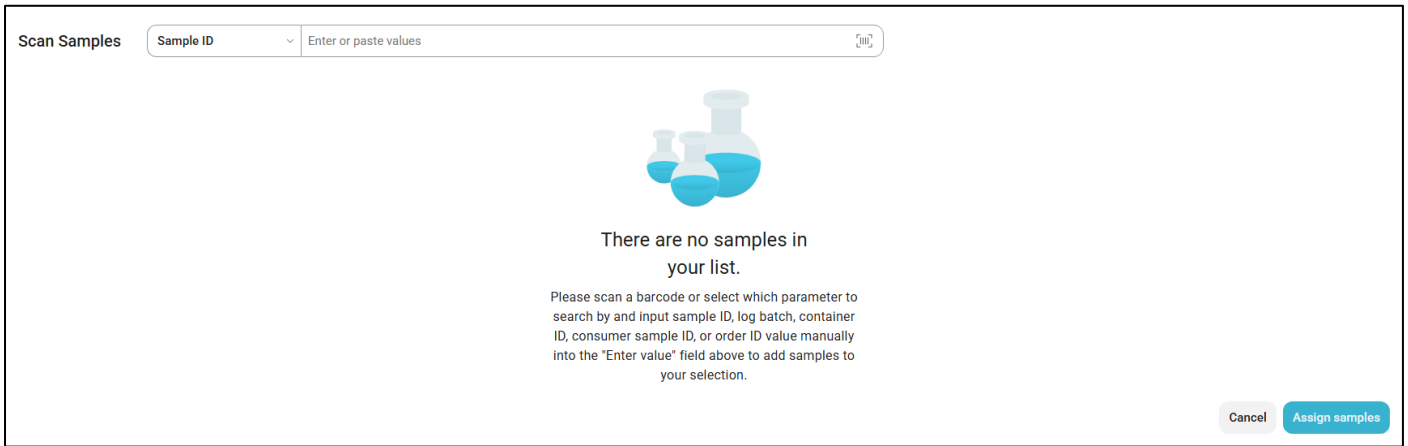 Scan Samples
Sample ID
Enter or paste values
There are no samples in
your list.
Please scan a barcode or select which parameter to
search by and input sample ID, log batch, container
ID, consumer sample ID, or order ID value manually
into the "Enter value" field above to add samples to
your selection.
Cancel
Assign samples